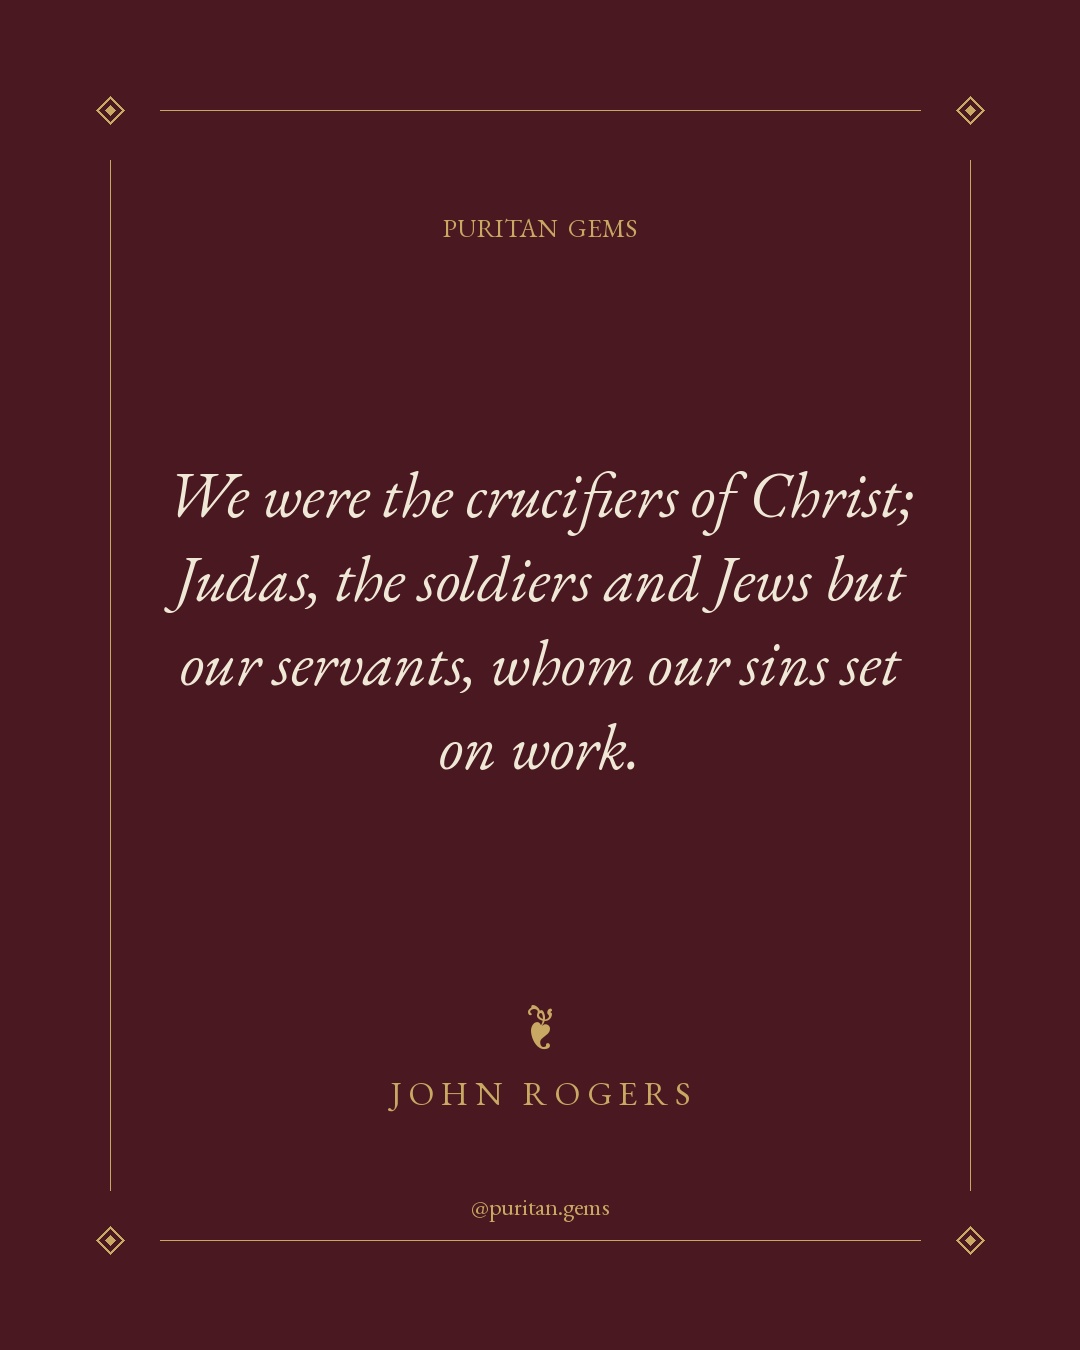 PURITAN GEMS
We were the crucifiers of Christ;
Judas, the soldiers and Jews but
our servants, whom our sins set
on work.
JOHN ROGERS
@puritan.gems